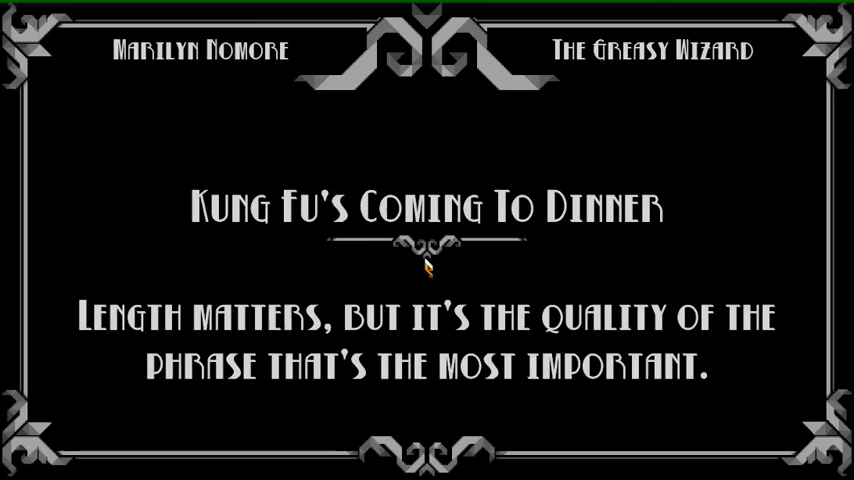 Marilyn Nomore
The Greasy Wizard
Kung Fu's Coming To Dinner
Length matters, but it's the quality of the
phrase that's the most important.